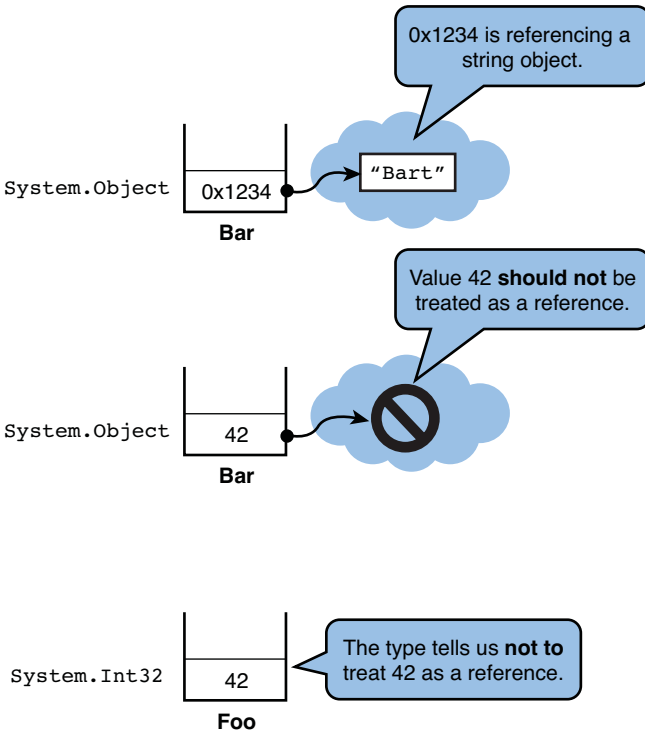 0x1234 is referencing a
string object.
System.Object
0x1234
“Bart”
Bar
Value 42 should not be
treated as a reference.
System.Object
42
Bar
System.Int32
42
The type tells us not to
treat 42 as a reference.
Foo